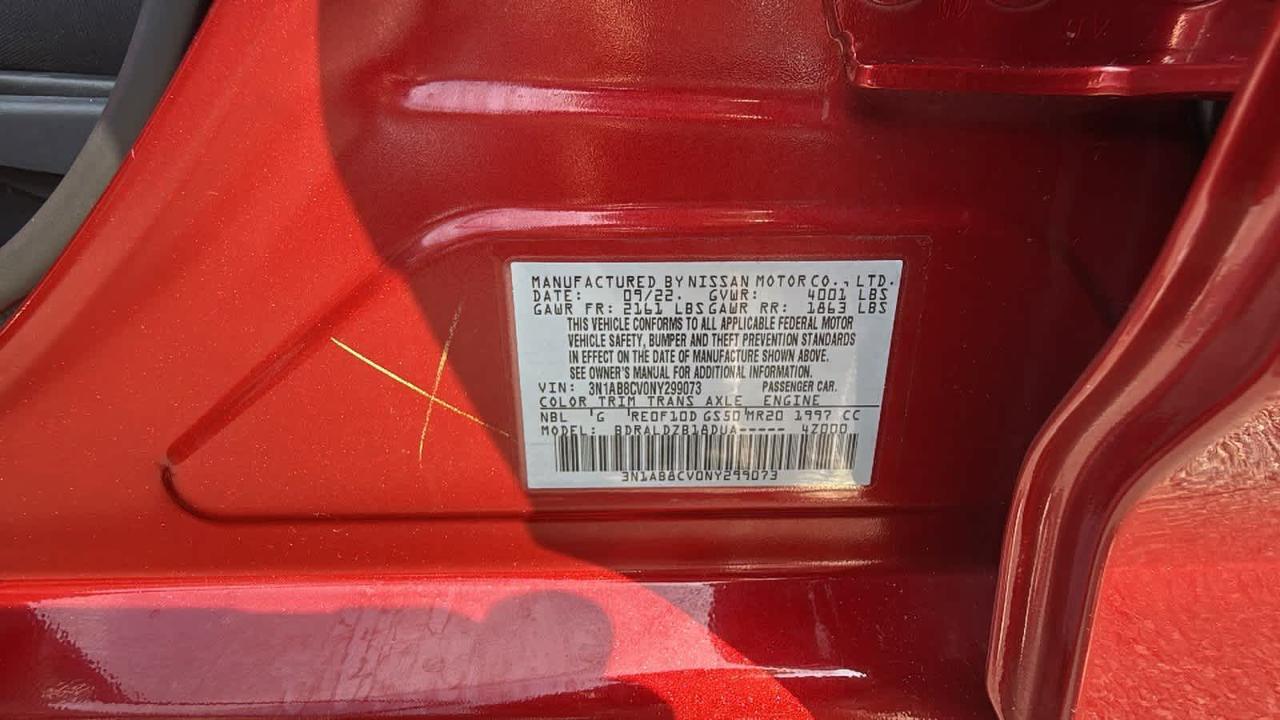 MANUFACTURED BY NISSAN MOTOR CO., LTD.
DATE: 09/22. GVWR: 4001 LBS
GAWR FR: 2161 LBS GAWR RR: 1863 LBS
THIS VEHICLE CONFORMS TO ALL APPLICABLE FEDERAL MOTOR
VEHICLE SAFETY, BUMPER AND THEFT PREVENTION STANDARDS
IN EFFECT ON THE DATE OF MANUFACTURE SHOWN ABOVE.
SEE OWNER'S MANUAL FOR ADDITIONAL INFORMATION.
VIN: 3N1AB8CV0NY299073 PASSENGER CAR.
COLOR TRIM TRANS AXLE ENGINE
NBL G RE0F10D GS50 MR20 1997 CC
MODEL: BDRALDZB18DUA----- 4Z000
3N1AB8CV0NY299073